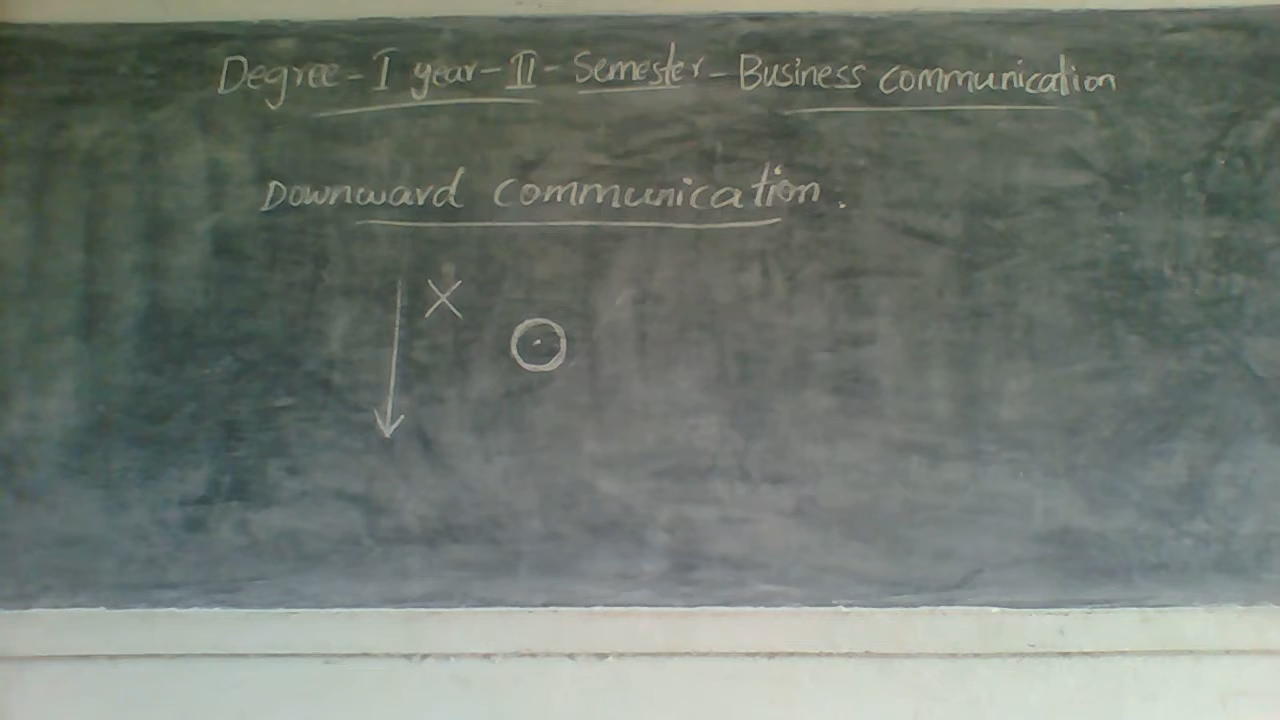 Degree - I year - II - Semester - Business communication
Downward communication.
X